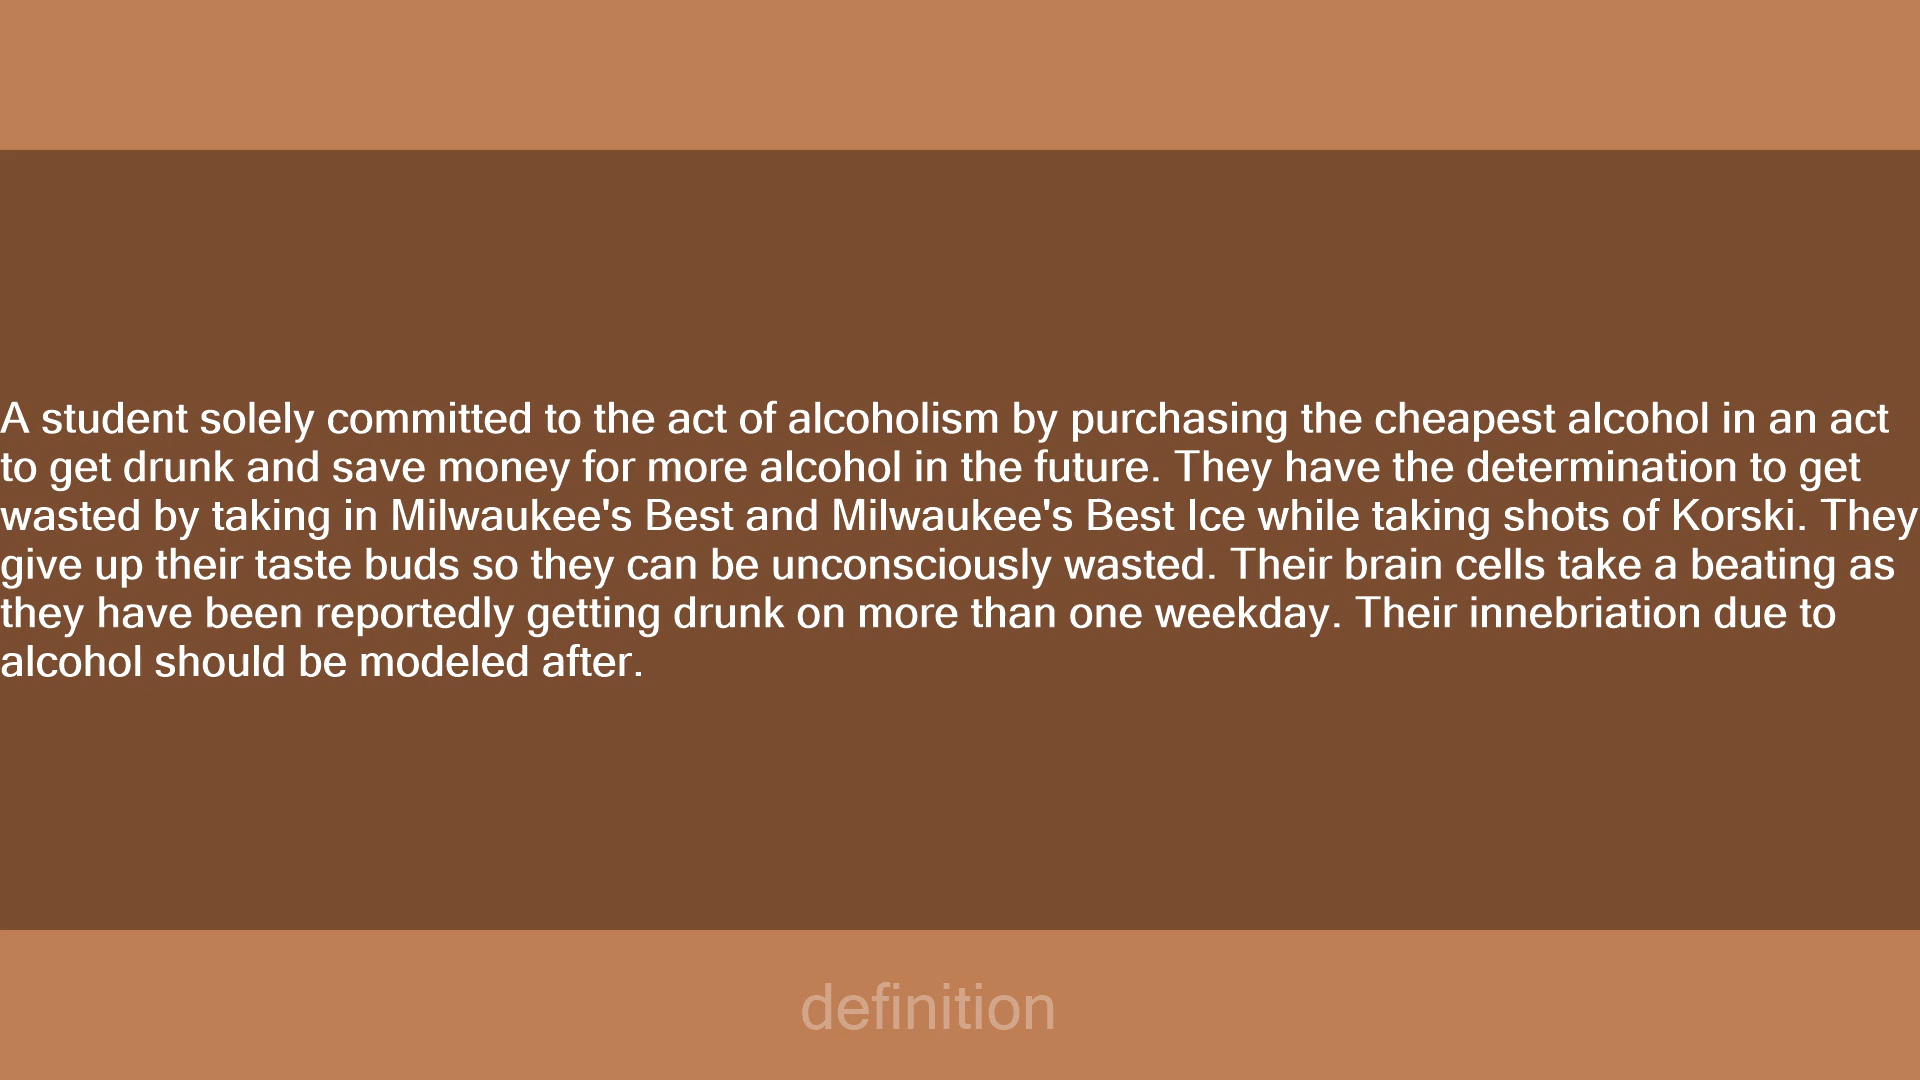 A student solely committed to the act of alcoholism by purchasing the cheapest alcohol in an act
to get drunk and save money for more alcohol in the future. They have the determination to get
wasted by taking in Milwaukee's Best and Milwaukee's Best Ice while taking shots of Korski. They
give up their taste buds so they can be unconsciously wasted. Their brain cells take a beating as
they have been reportedly getting drunk on more than one weekday. Their innebriation due to
alcohol should be modeled after.
definition